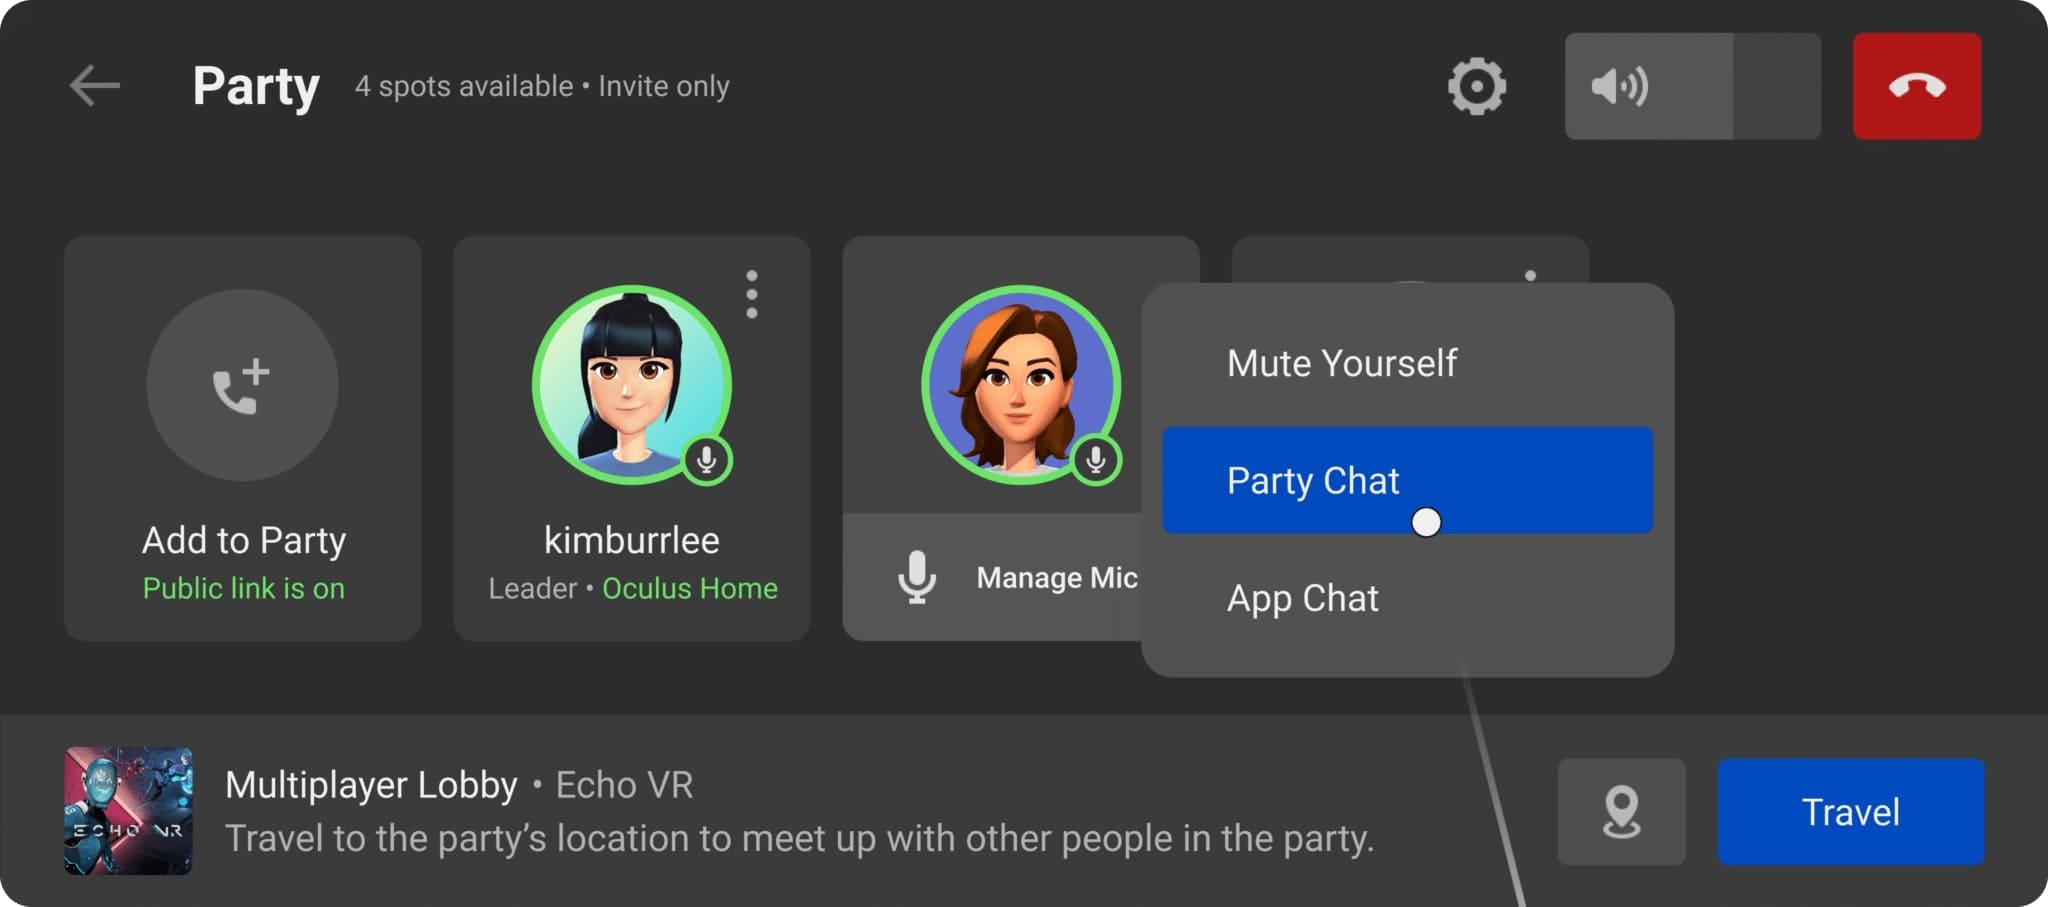 Party 4 spots available • Invite only
Add to Party
Public link is on
kimburrlee
Leader • Oculus Home
Manage Mic
Mute Yourself
Party Chat
App Chat
ECHO VR
Multiplayer Lobby • Echo VR
Travel to the party’s location to meet up with other people in the party.
Travel